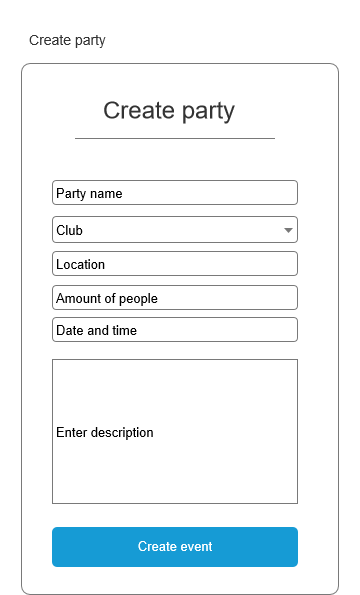 Create party
Create party
Party name
Club
Location
Amount of people
Date and time
Enter description
Create event